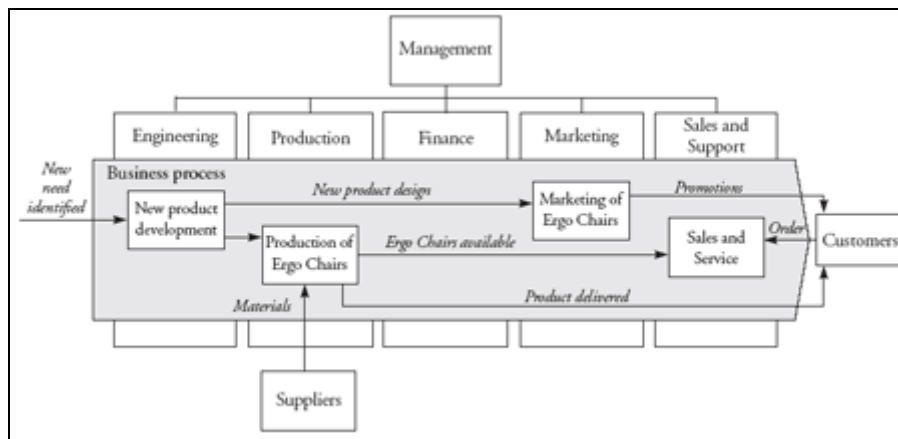 Management
Engineering
Production
Finance
Marketing
Sales and
Support
New
need
identified
Business process
New product
development
New product design
Marketing of
Ergo Chairs
Promotions
Production of
Ergo Chairs
Ergo Chairs available
Sales and
Service
Order
Customers
Materials
Product delivered
Suppliers